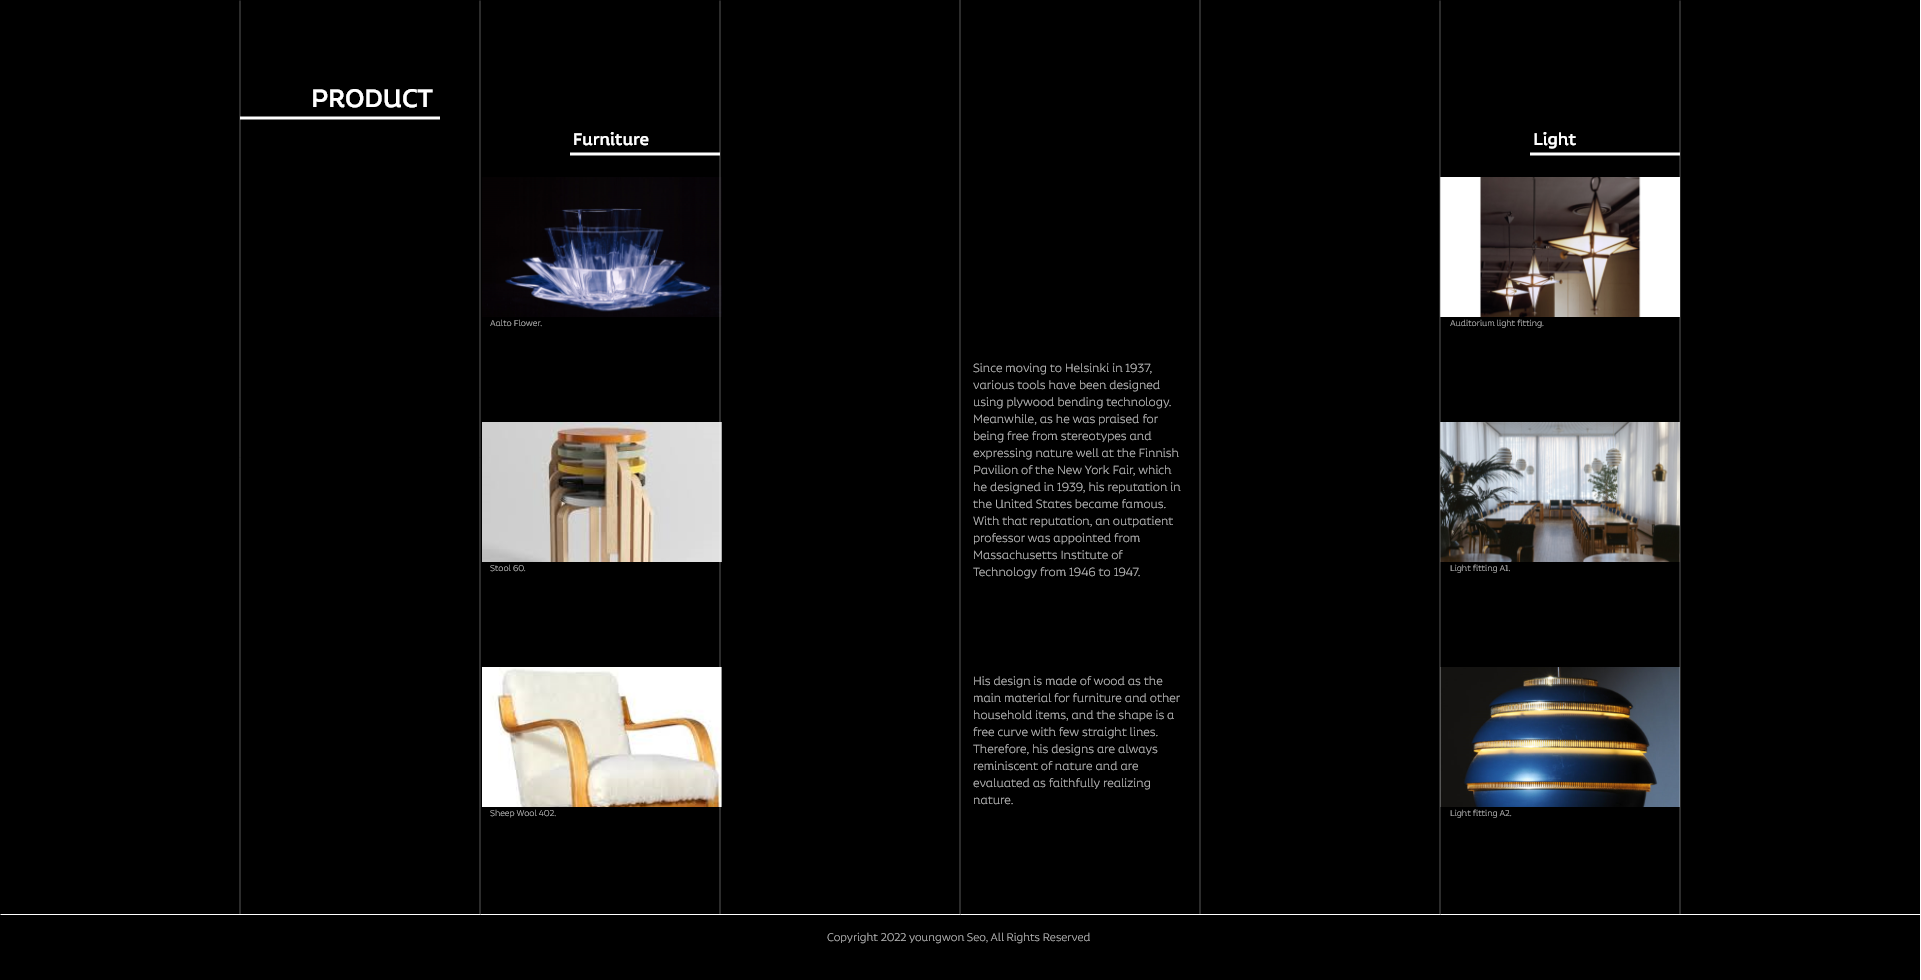 PRODUCT
Furniture
Aalto Flower.
Stool 60.
Sheep Wool 402.
Since moving to Helsinki in 1937,
various tools have been designed
using plywood bending technology.
Meanwhile, as he was praised for
being free from stereotypes and
expressing nature well at the Finnish
Pavilion of the New York Fair, which
he designed in 1939, his reputation in
the United States became famous.
With that reputation, an outpatient
professor was appointed from
Massachusetts Institute of
Technology from 1946 to 1947.
His design is made of wood as the
main material for furniture and other
household items, and the shape is a
free curve with few straight lines.
Therefore, his designs are always
reminiscent of nature and are
evaluated as faithfully realizing
nature.
Light
Auditorium light fitting.
Light fitting A1.
Light fitting A2.
Copyright 2022 youngwon Seo, All Rights Reserved